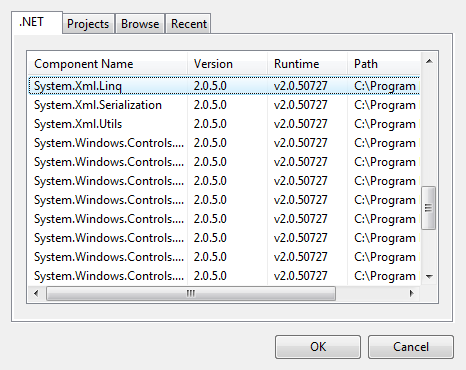 .NET Projects Browse Recent
Component Name Version Runtime Path
System.Xml.Linq 2.0.5.0 v2.0.50727 C:\Program
System.Xml.Serialization 2.0.5.0 v2.0.50727 C:\Program
System.Xml.Utils 2.0.5.0 v2.0.50727 C:\Program
System.Windows.Controls.... 2.0.5.0 v2.0.50727 C:\Program
System.Windows.Controls.... 2.0.5.0 v2.0.50727 C:\Program
System.Windows.Controls.... 2.0.5.0 v2.0.50727 C:\Program
System.Windows.Controls.... 2.0.5.0 v2.0.50727 C:\Program
System.Windows.Controls.... 2.0.5.0 v2.0.50727 C:\Program
System.Windows.Controls.... 2.0.5.0 v2.0.50727 C:\Program
System.Windows.Controls.... 2.0.5.0 v2.0.50727 C:\Program
System.Windows.Controls.... 2.0.5.0 v2.0.50727 C:\Program
OK Cancel